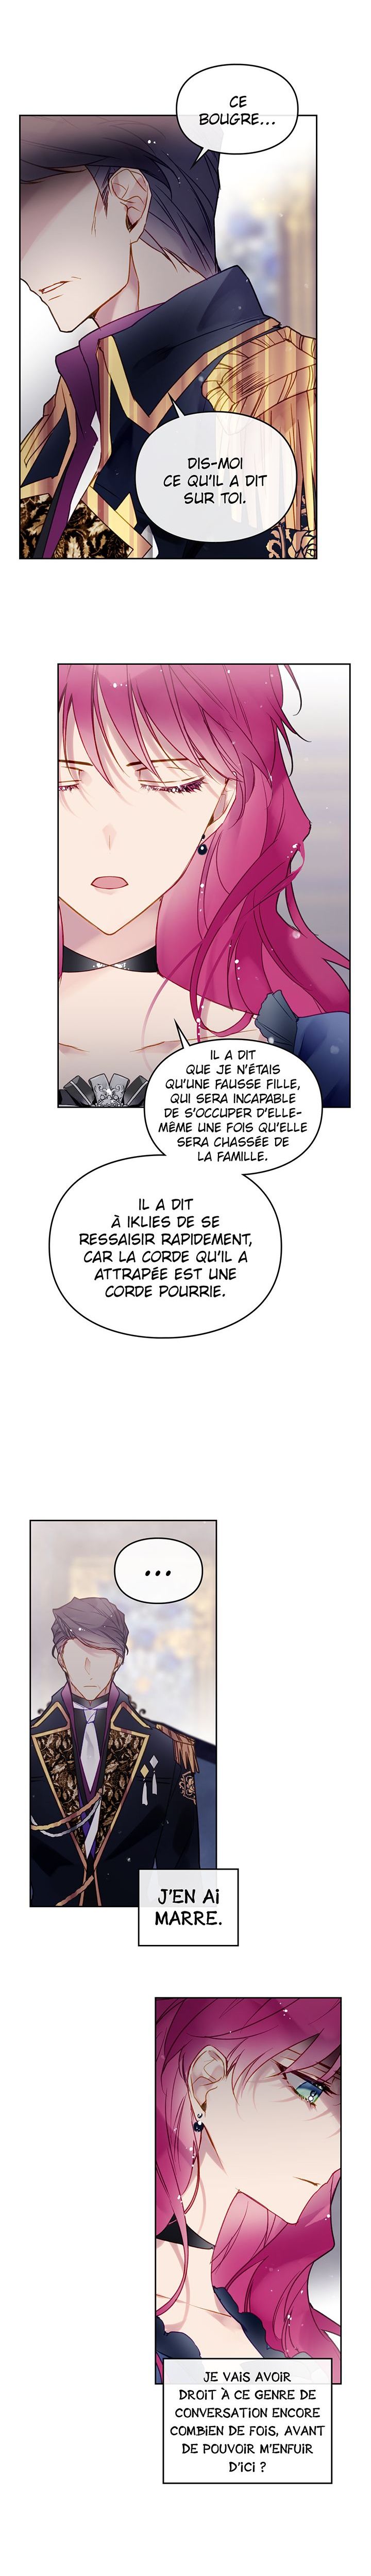 CE
BOUGRE...
DIS-MOI
CE QU'IL A DIT
SUR TOI.
IL A DIT
QUE JE N'ÉTAIS
QU'UNE FAUSSE FILLE,
QUI SERA INCAPABLE
DE S'OCCUPER D'ELLE-
MÊME UNE FOIS QU'ELLE
SERA CHASSÉE DE
LA FAMILLE.
IL A DIT
À IKLIES DE SE
RESSAISIR RAPIDEMENT,
CAR LA CORDE QU'IL A
ATTRAPÉE EST UNE
CORDE POURRIE.
...
J'EN AI
MARRE.
JE VAIS AVOIR
DROIT À CE GENRE DE
CONVERSATION ENCORE
COMBIEN DE FOIS, AVANT
DE POUVOIR M'ENFUIR
D'ICI ?